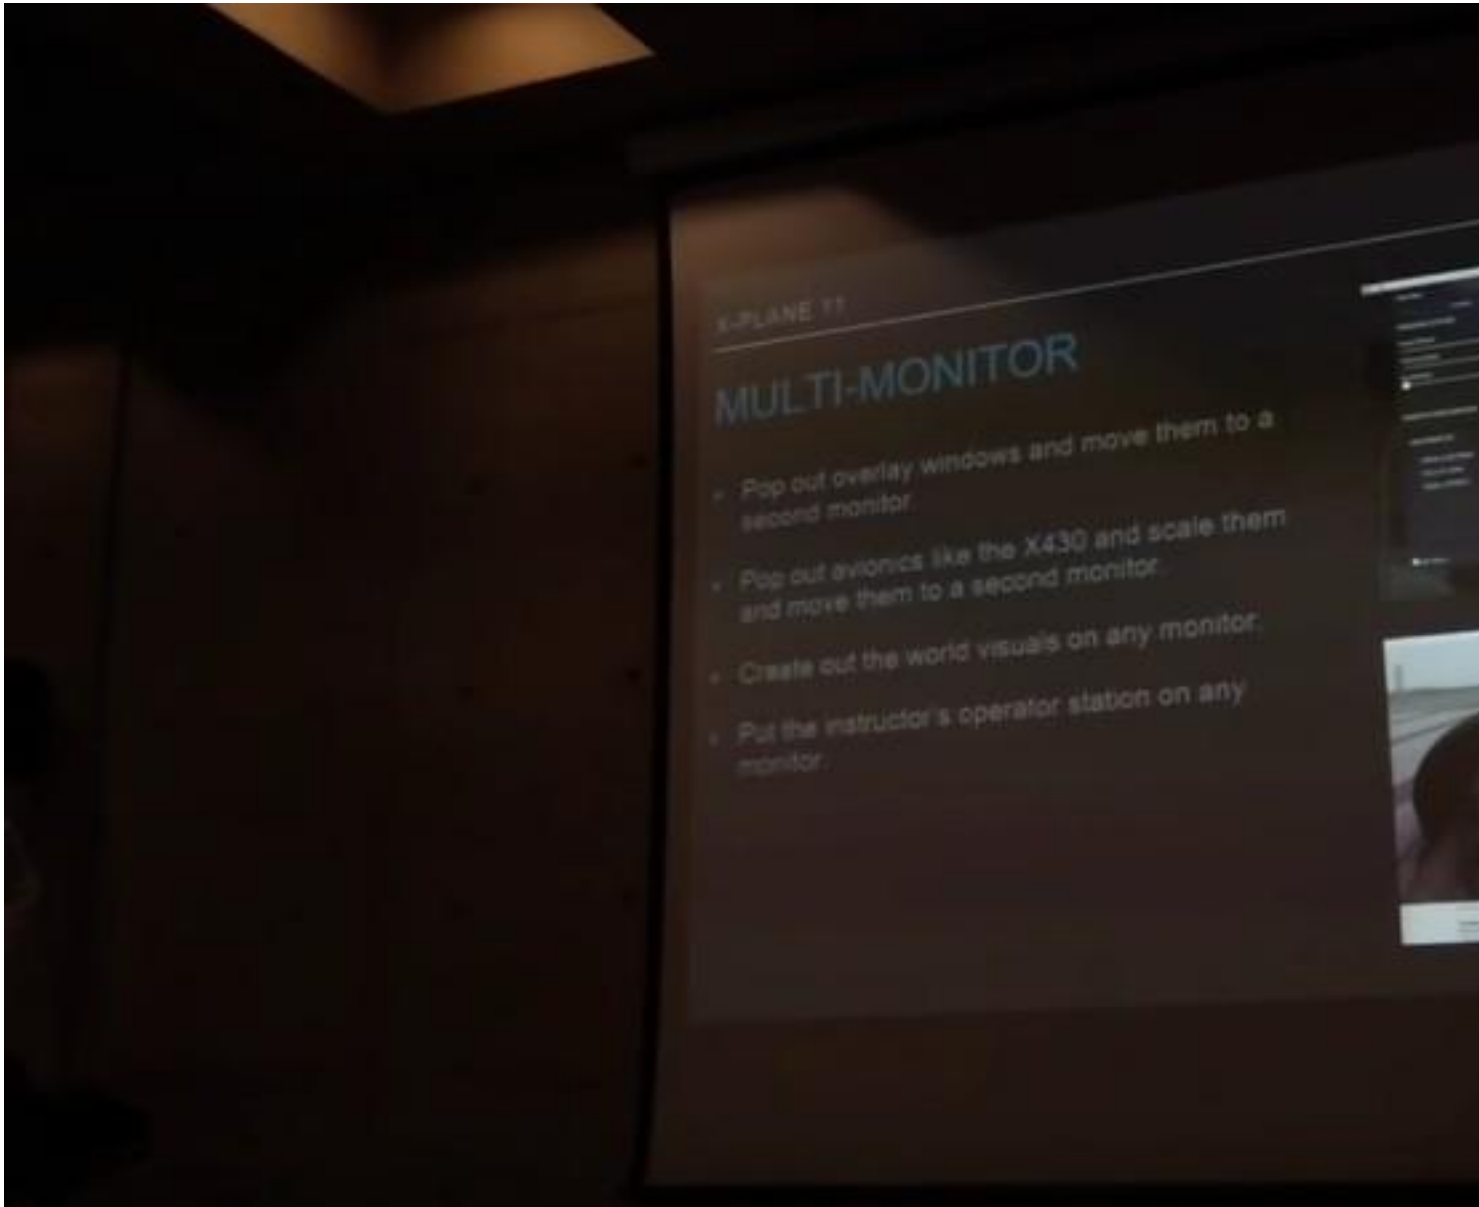 X-PLANE 11
MULTI-MONITOR
• Pop out overlay windows and move them to a
second monitor.
• Pop out avionics like the X430 and scale them
and move them to a second monitor.
• Create out the world visuals on any monitor.
• Put the instructor's operator station on any
monitor.